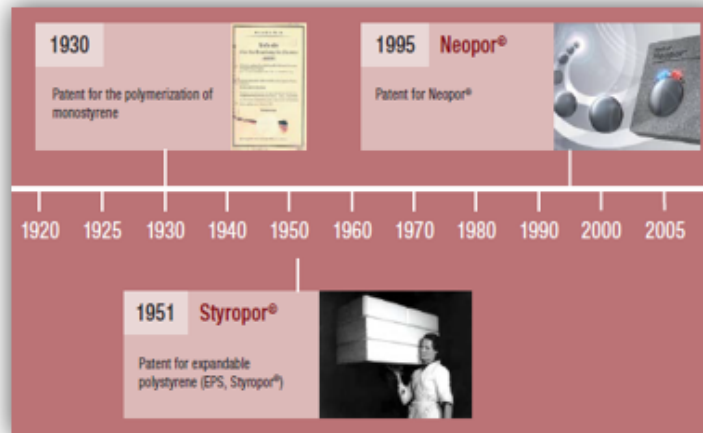 1930
Patent for the polymerization of
monostyrene
1995 Neopor®
Patent for Neopor®
1920 1925 1930 1940 1950 1960 1970 1980 1990 2000 2005
1951 Styropor®
Patent for expandable
polystyrene (EPS, Styropor®)